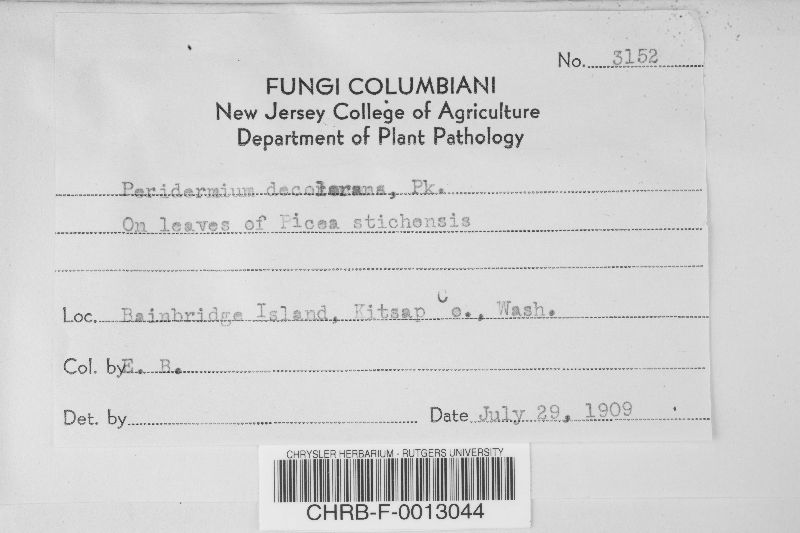 No. 3152
FUNGI COLUMBIANI
New Jersey College of Agriculture
Department of Plant Pathology
Peridermium decolorans, Pk.
On leaves of Picea stichensis
Loc. Bainbridge Island, Kitsap Co., Wash.
Col. by E. B.
Det. by
Date July 29, 1909
CHRYSLER HERBARIUM - RUTGERS UNIVERSITY
CHRB-F-0013044